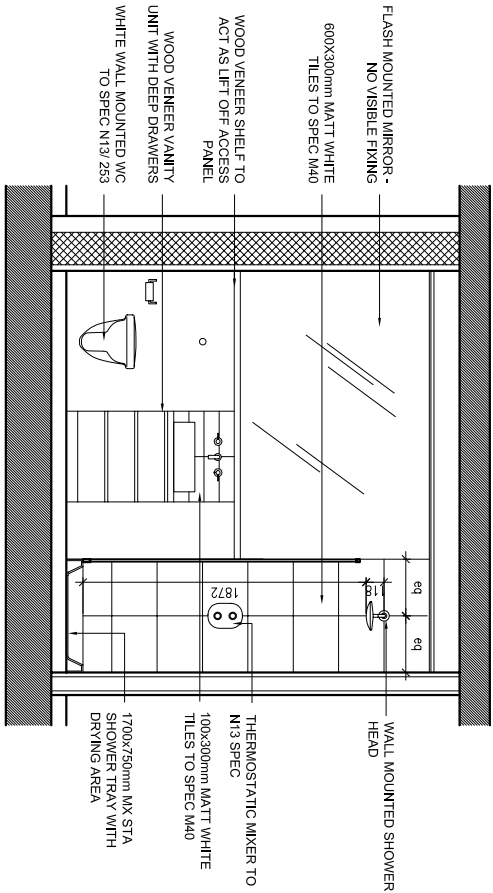 FLASH MOUNTED MIRROR -
NO VISIBLE FIXING
600X300mm MATT WHITE
TILES TO SPEC M40
WOOD VENEER SHELF TO
ACT AS LIFT OFF ACCESS
PANEL
WOOD VENEER VANITY
UNIT WITH DEEP DRAWERS
WHITE WALL MOUNTED WC
TO SPEC N13/ 253
eq
eq
118
1872
WALL MOUNTED SHOWER
HEAD
THERMOSTATIC MIXER TO
N13 SPEC
100x300mm MATT WHITE
TILES TO SPEC M40
1700x750mm MX STA
SHOWER TRAY WITH
DRYING AREA